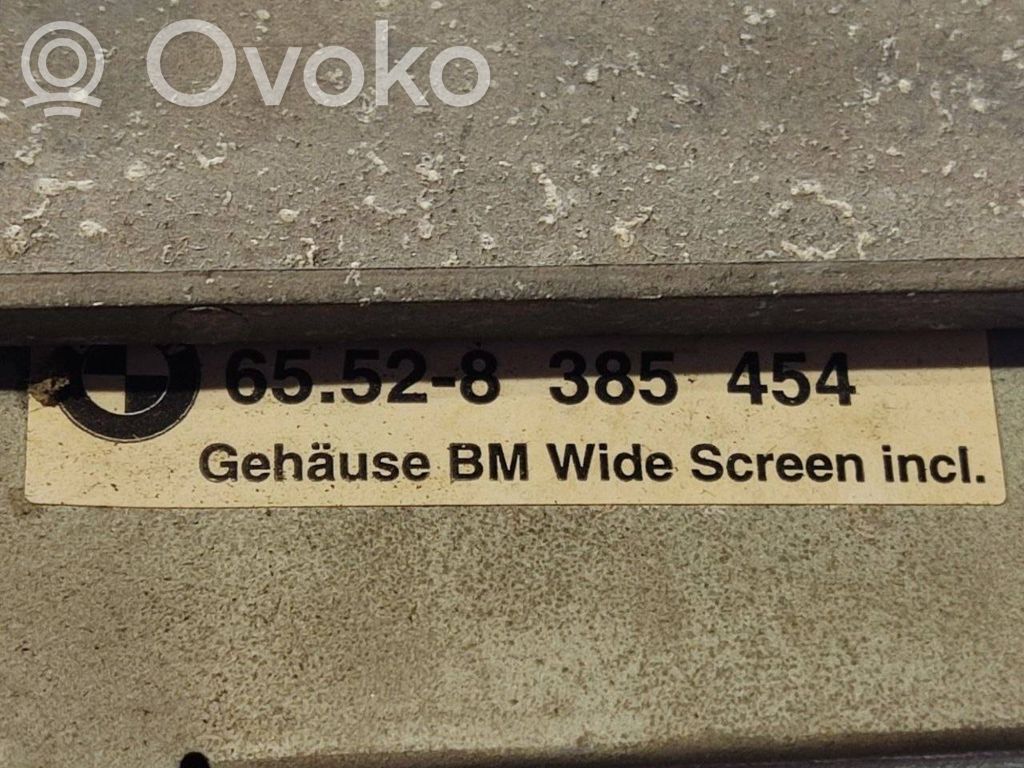 Ovoko
65.52-8 385 454
Gehäuse BM Wide Screen incl.